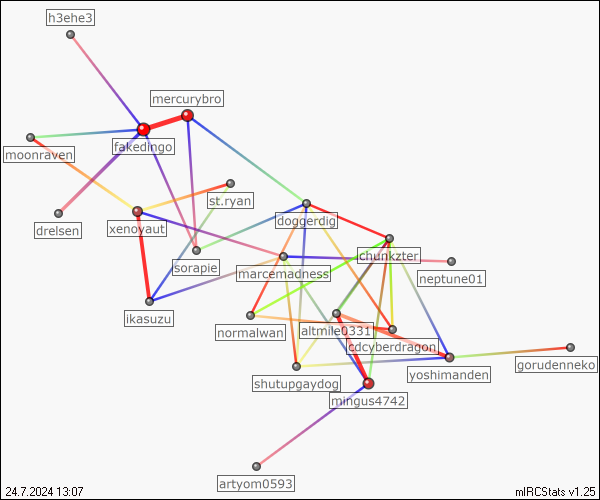 h3ehe3
mercurybro
fakedingo
moonraven
st.ryan
drelsen
xenovaut
doggerdig
chunkzter
sorapie
marcemadness
neptune01
ikasuzu
normalwan
altmile0331
cdcyberdragon
gorudenneko
yoshimanden
shutupgaydog
mingus4742
artyom0593
24.7.2024 13:07
mIRCStats v1.25